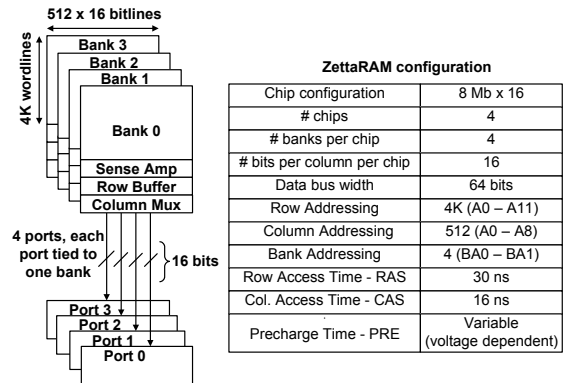 512 x 16 bitlines
4K wordlines
Bank 3
Bank 2
Bank 1
Bank 0
Sense Amp
Row Buffer
Column Mux
4 ports, each
port tied to
one bank
16 bits
Port 3
Port 2
Port 1
Port 0
ZettaRAM configuration
Chip configuration 8 Mb x 16
# chips 4
# banks per chip 4
# bits per column per chip 16
Data bus width 64 bits
Row Addressing 4K (A0 – A11)
Column Addressing 512 (A0 – A8)
Bank Addressing 4 (BA0 – BA1)
Row Access Time - RAS 30 ns
Col. Access Time - CAS 16 ns
Precharge Time - PRE Variable
(voltage dependent)